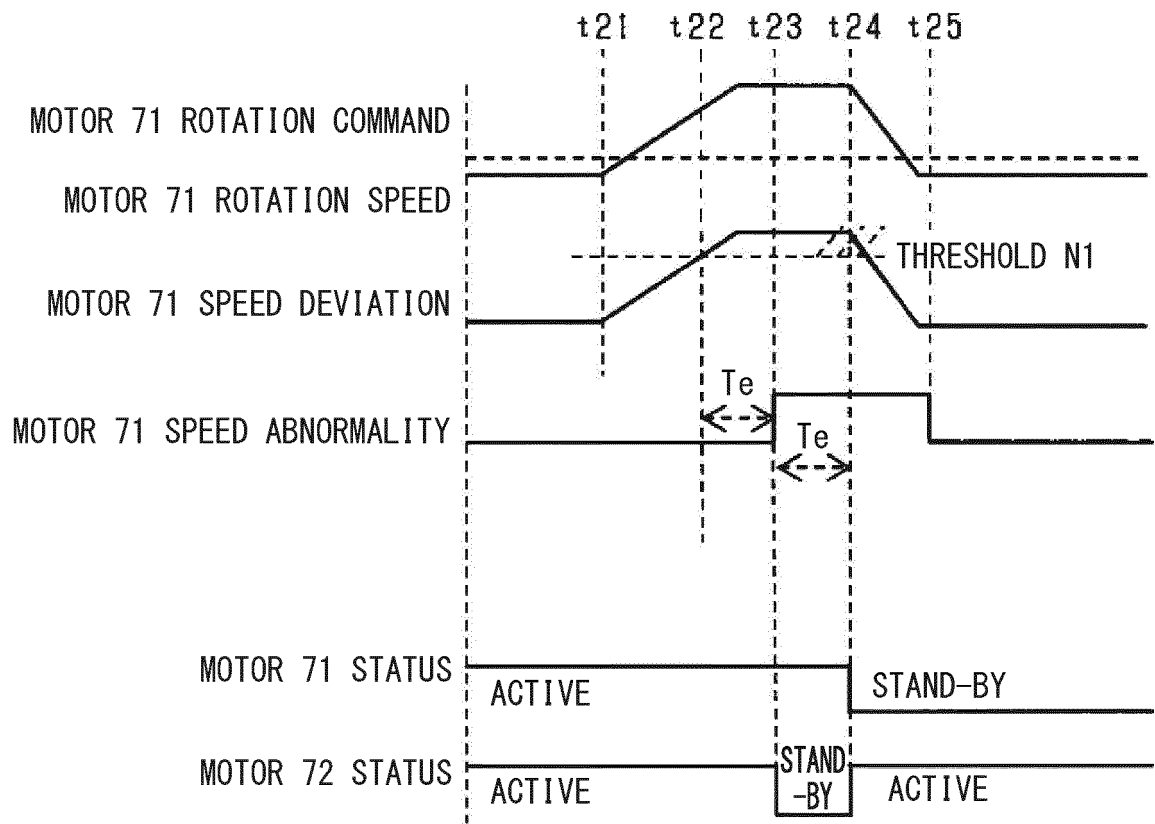 t21 t22 t23 t24 t25
MOTOR 71 ROTATION COMMAND
MOTOR 71 ROTATION SPEED
THRESHOLD N1
MOTOR 71 SPEED DEVIATION
Te
MOTOR 71 SPEED ABNORMALITY
Te
MOTOR 71 STATUS
ACTIVE
STAND-BY
MOTOR 72 STATUS
ACTIVE
STAND
-BY
ACTIVE